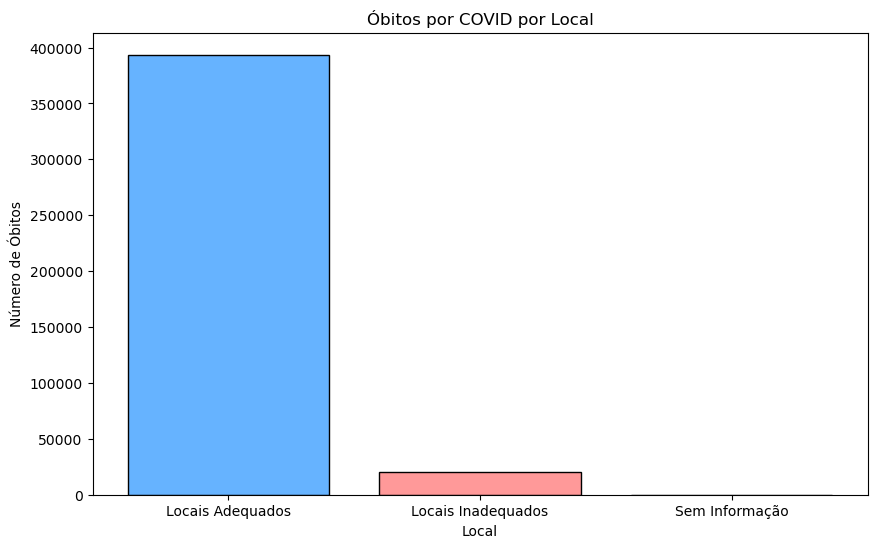 Óbitos por COVID por Local
Número de Óbitos
400000
350000
300000
250000
200000
150000
100000
50000
0
Locais Adequados
Locais Inadequados
Sem Informação
Local